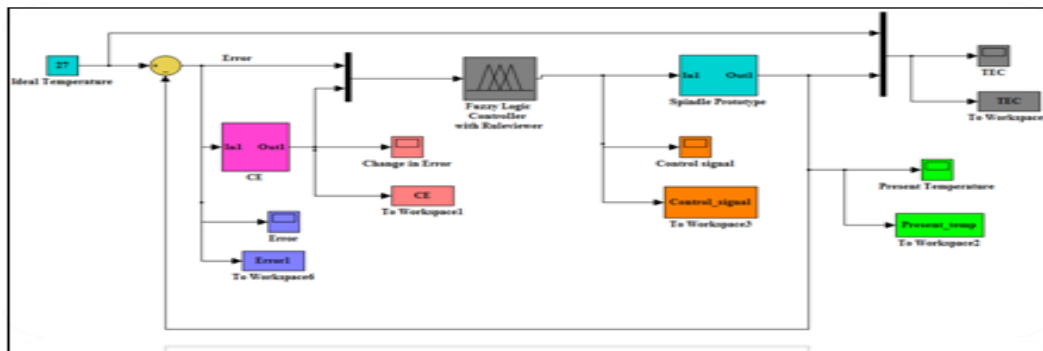 27
Ideal Temperature
Error
In1 Out1
CE
Change in Error
CE
To Workspace1
Error
Error1
To Workspace6
Fuzzy Logic
Controller
with Ruleviewer
In1 Out1
Spindle Prototype
Control signal
Control_signal
To Workspace3
TEC
TEC
To Workspace
Present Temperature
Present_temp
To Workspace2